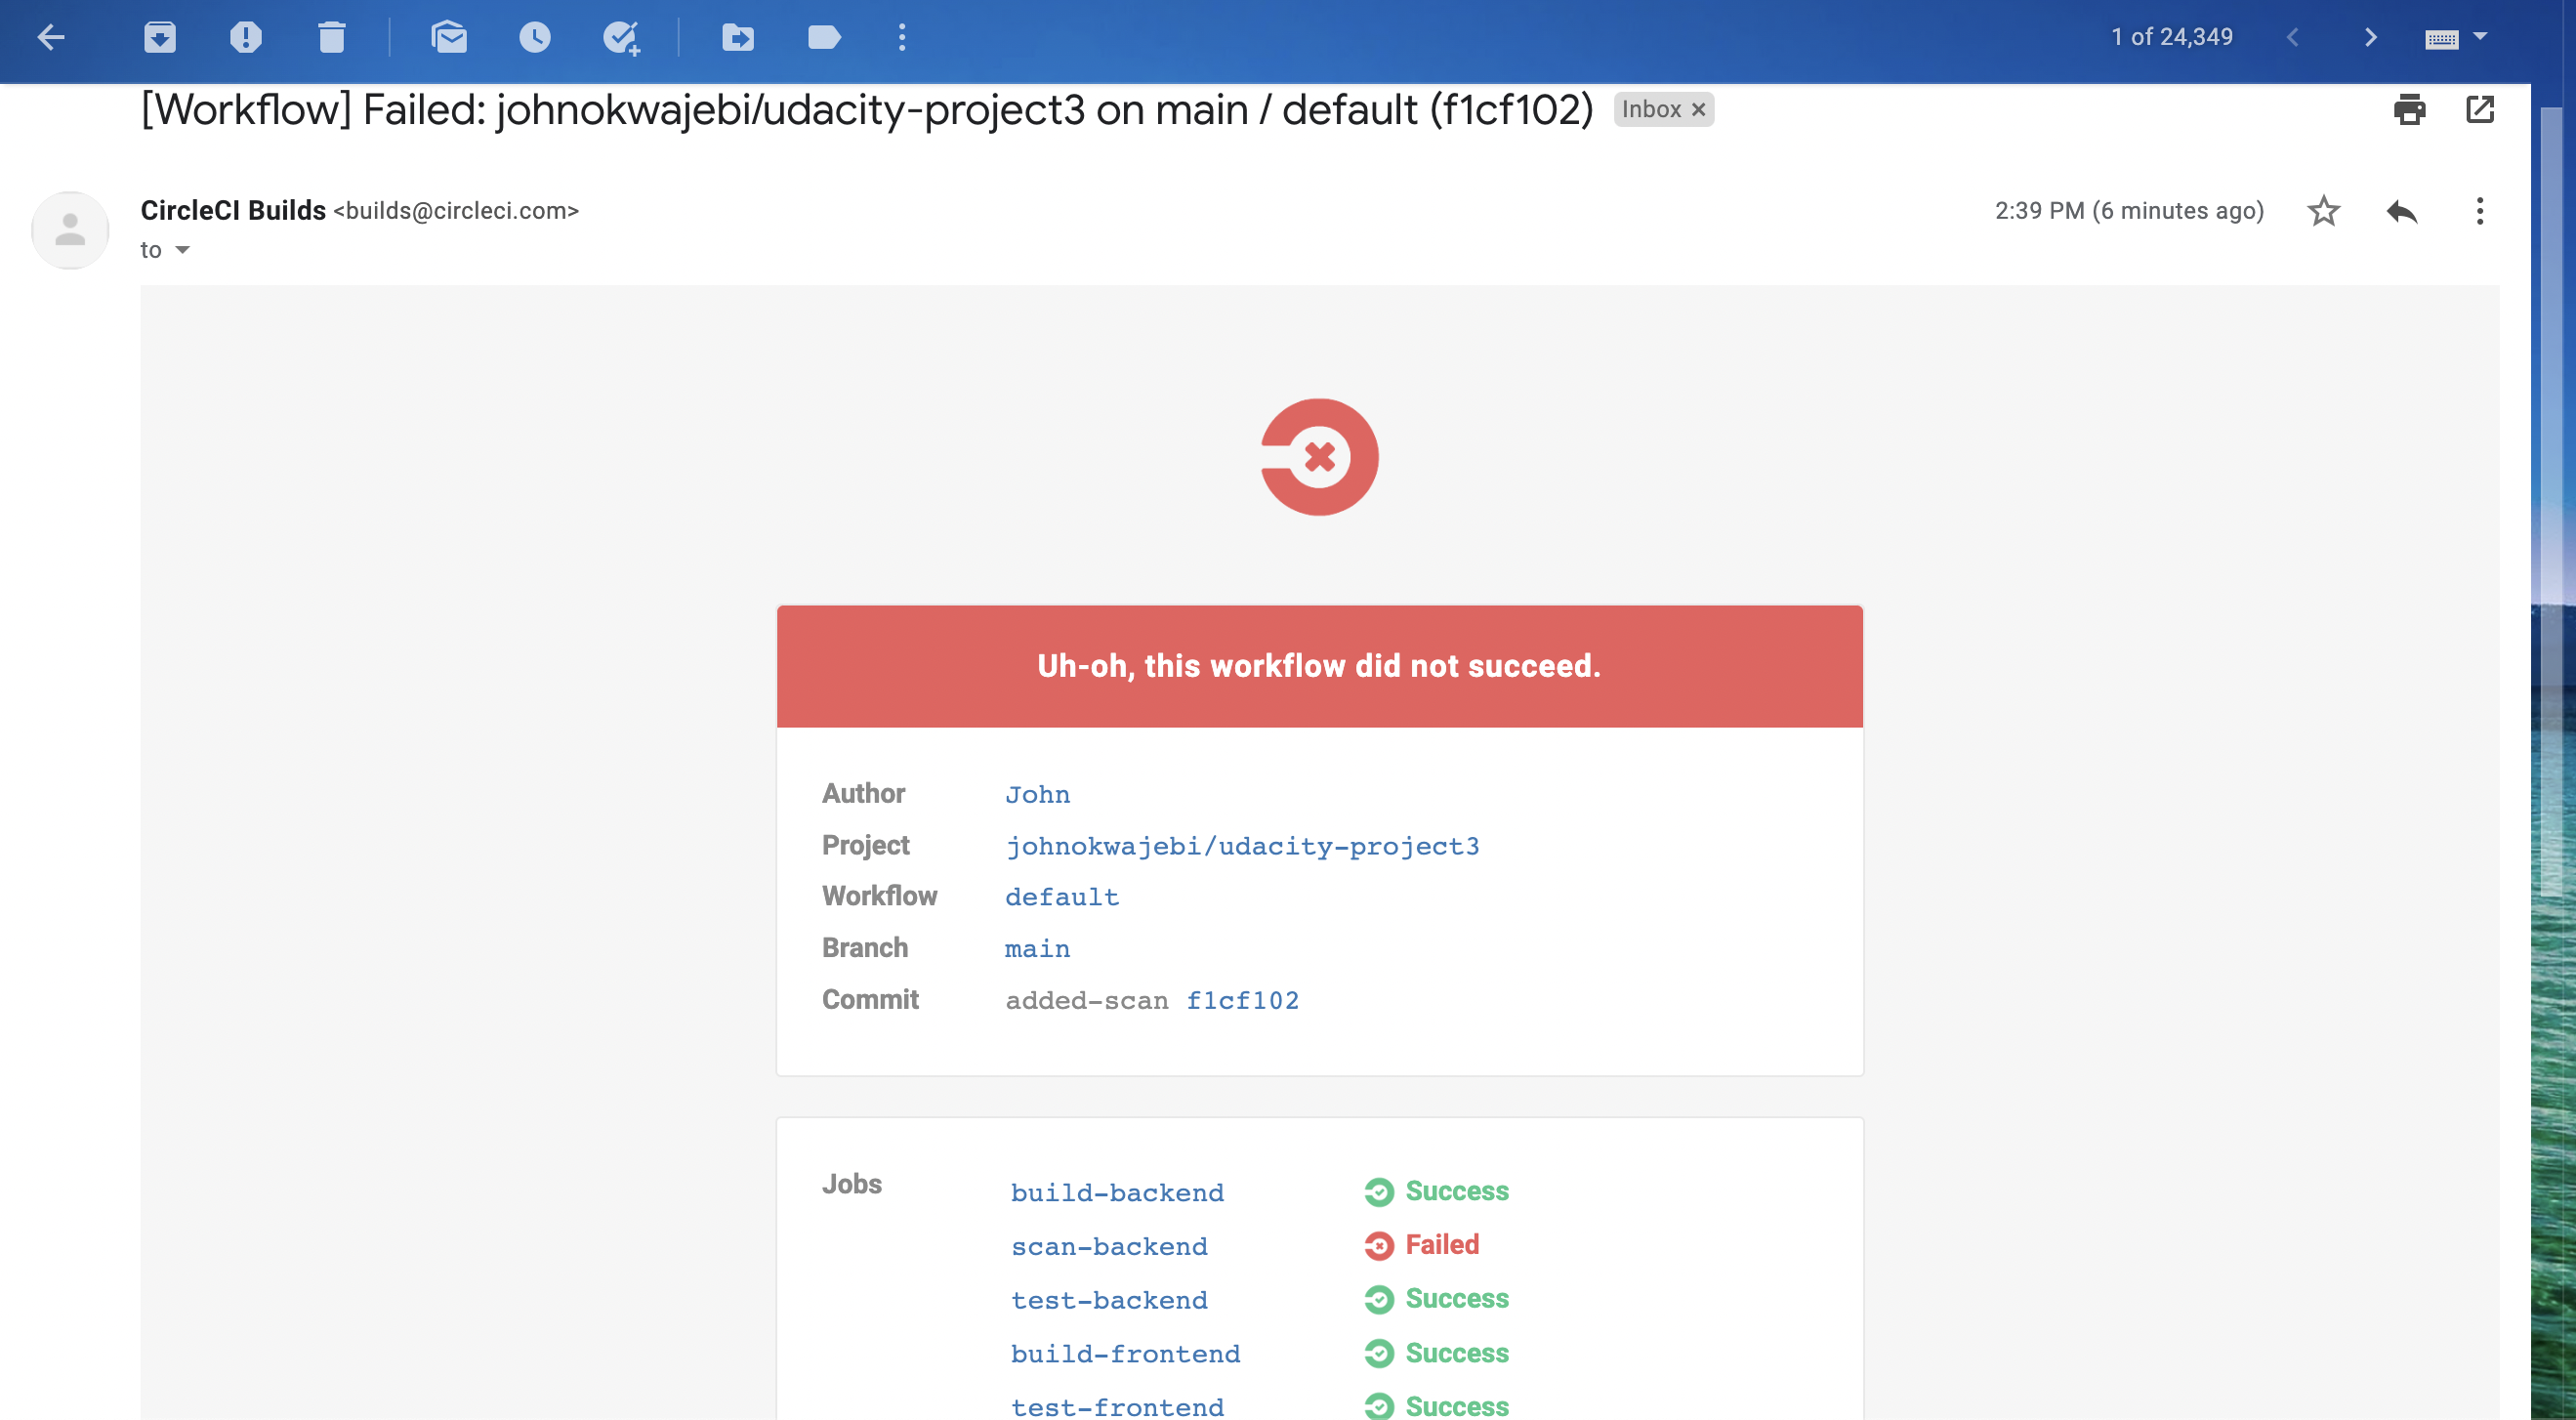 1 of 24,349
[Workflow] Failed: johnokwajebi/udacity-project3 on main / default (f1cf102) Inbox ×
CircleCI Builds <builds@circleci.com> 2:39 PM (6 minutes ago)
to
Uh-oh, this workflow did not succeed.
Author John
Project johnokwajebi/udacity-project3
Workflow default
Branch main
Commit added-scan f1cf102
Jobs build-backend Success
scan-backend Failed
test-backend Success
build-frontend Success
test-frontend Success